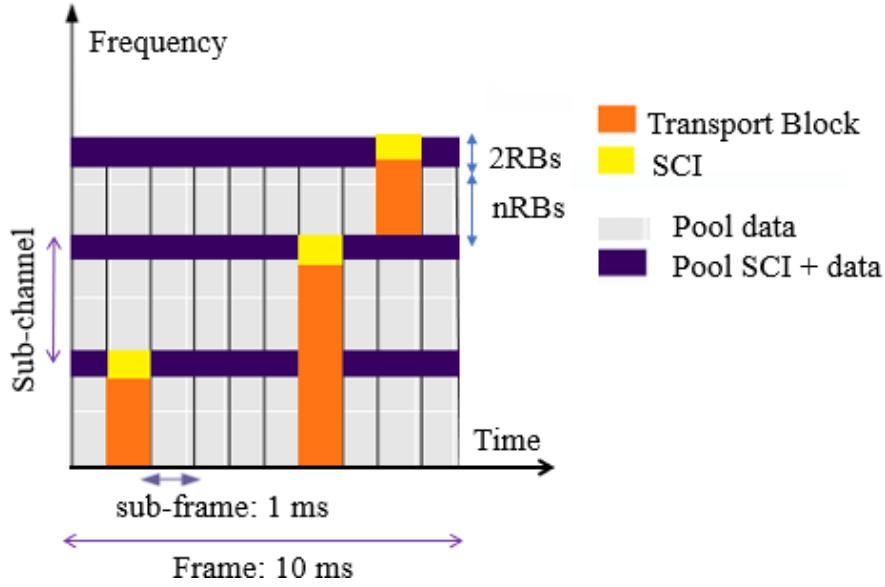 Frequency
2RBs
nRBs
Sub-channel
Time
sub-frame: 1 ms
Frame: 10 ms
Transport Block
SCI
Pool data
Pool SCI + data